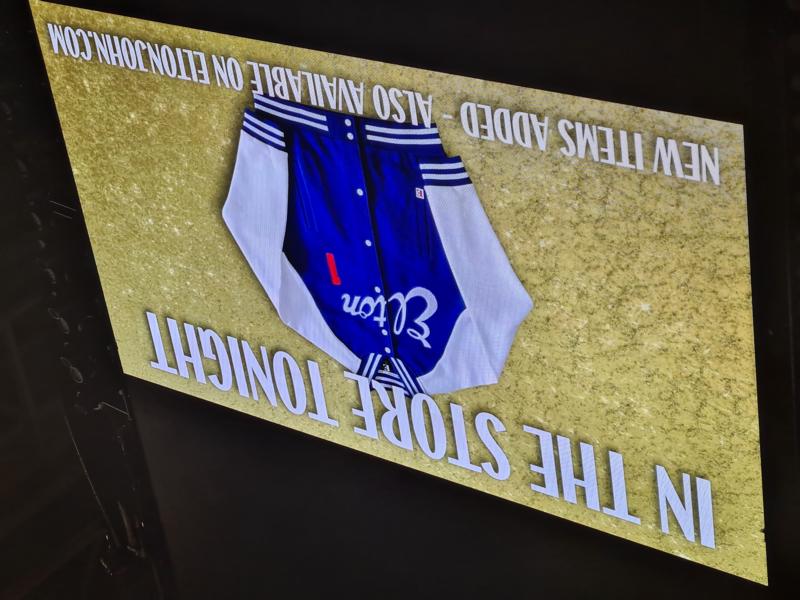 IN THE STORE TONIGHT
Elton
NEW ITEMS ADDED - ALSO AVAILABLE ON ELTONJOHN.COM